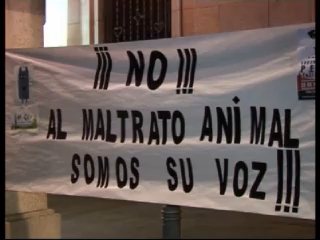 ¡¡¡ NO !!!
AL MALTRATO ANIMAL
SOMOS SU VOZ !!!